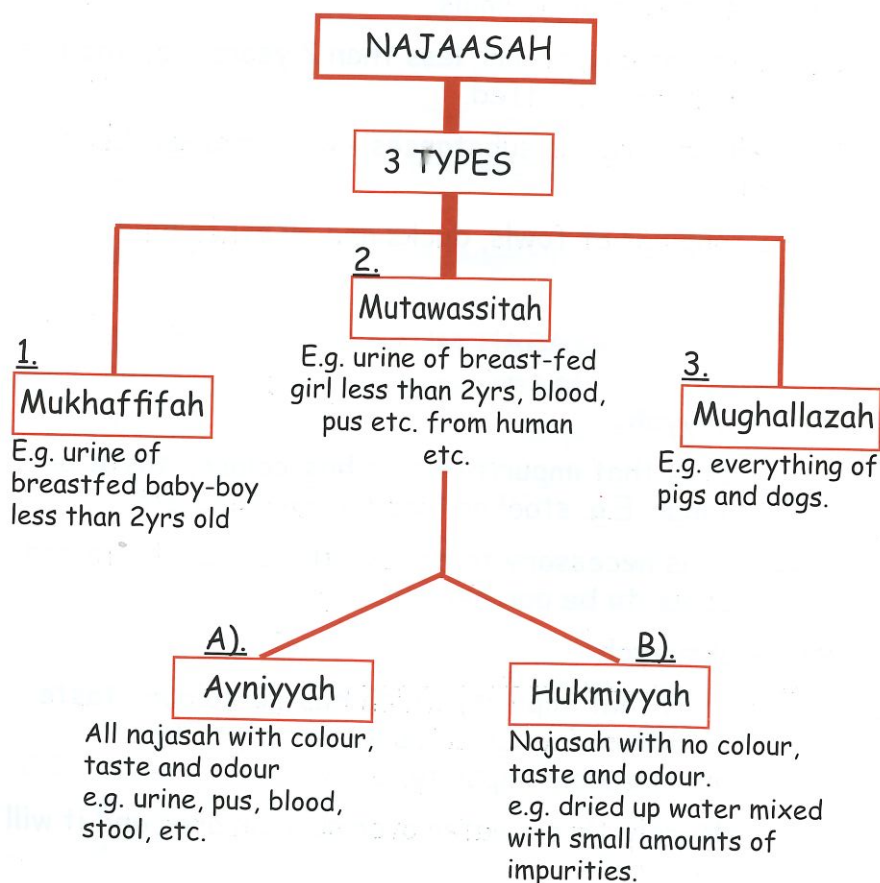 NAJAASAH
3 TYPES
1.
Mukhaffifah
E.g. urine of
breastfed baby-boy
less than 2yrs old
2.
Mutawassitah
E.g. urine of breast-fed
girl less than 2yrs, blood,
pus etc. from human
etc.
3.
Mughallazah
E.g. everything of
pigs and dogs.
A).
Ayniyyah
All najasah with colour,
taste and odour
e.g. urine, pus, blood,
stool, etc.
B).
Hukmiyyah
Najasah with no colour,
taste and odour.
e.g. dried up water mixed
with small amounts of
impurities.